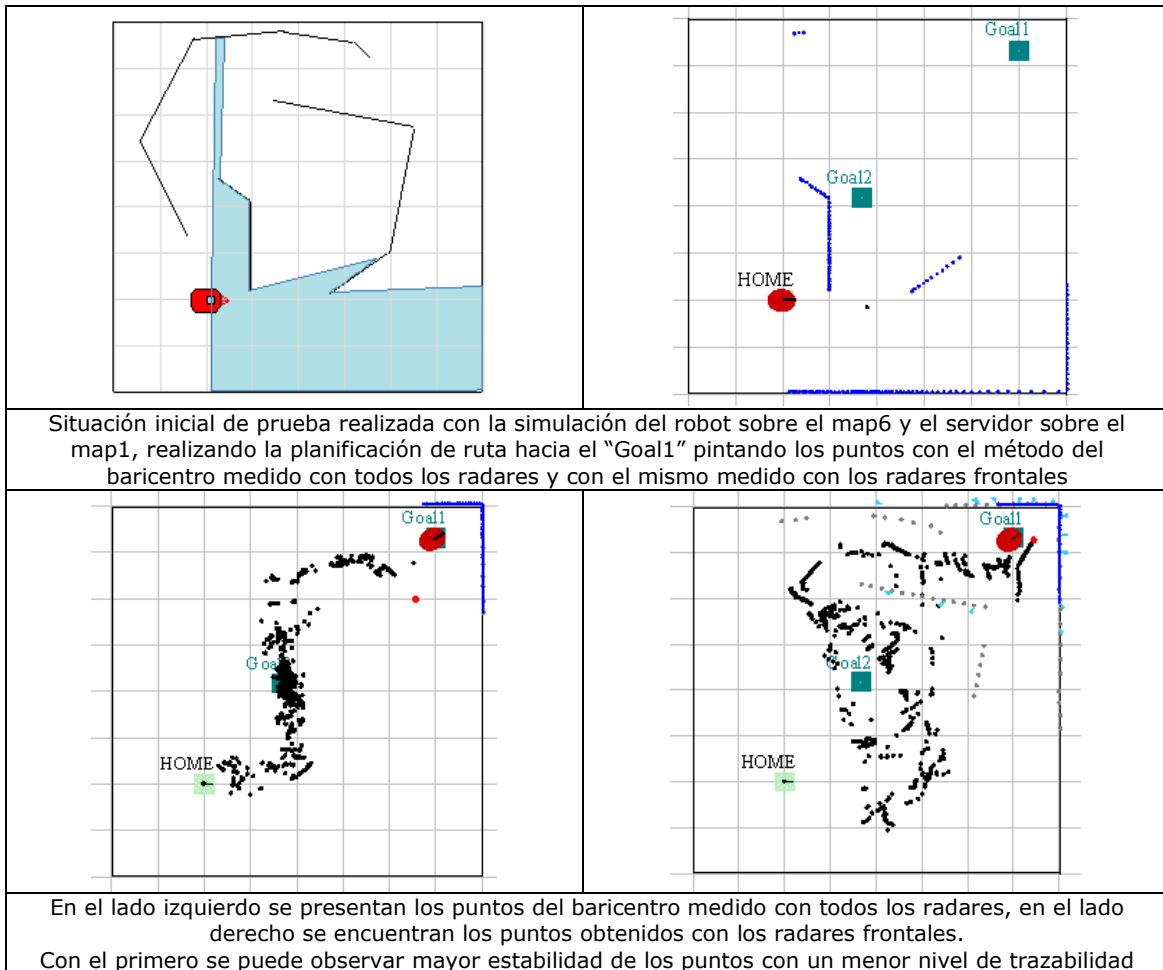 Goal1
Goal2
HOME
Situación inicial de prueba realizada con la simulación del robot sobre el map6 y el servidor sobre el
map1, realizando la planificación de ruta hacia el “Goal1” pintando los puntos con el método del
baricentro medido con todos los radares y con el mismo medido con los radares frontales
Goal1
HOME
Goal1
Goal2
HOME
En el lado izquierdo se presentan los puntos del baricentro medido con todos los radares, en el lado
derecho se encuentran los puntos obtenidos con los radares frontales.
Con el primero se puede observar mayor estabilidad de los puntos con un menor nivel de trazabilidad